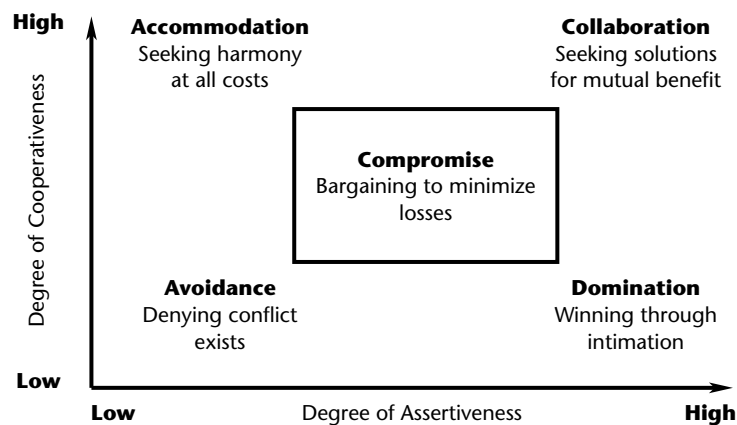 High
Accommodation
Seeking harmony
at all costs
Collaboration
Seeking solutions
for mutual benefit
Degree of Cooperativeness
Compromise
Bargaining to minimize
losses
Avoidance
Denying conflict
exists
Domination
Winning through
intimation
Low
Low
Degree of Assertiveness
High